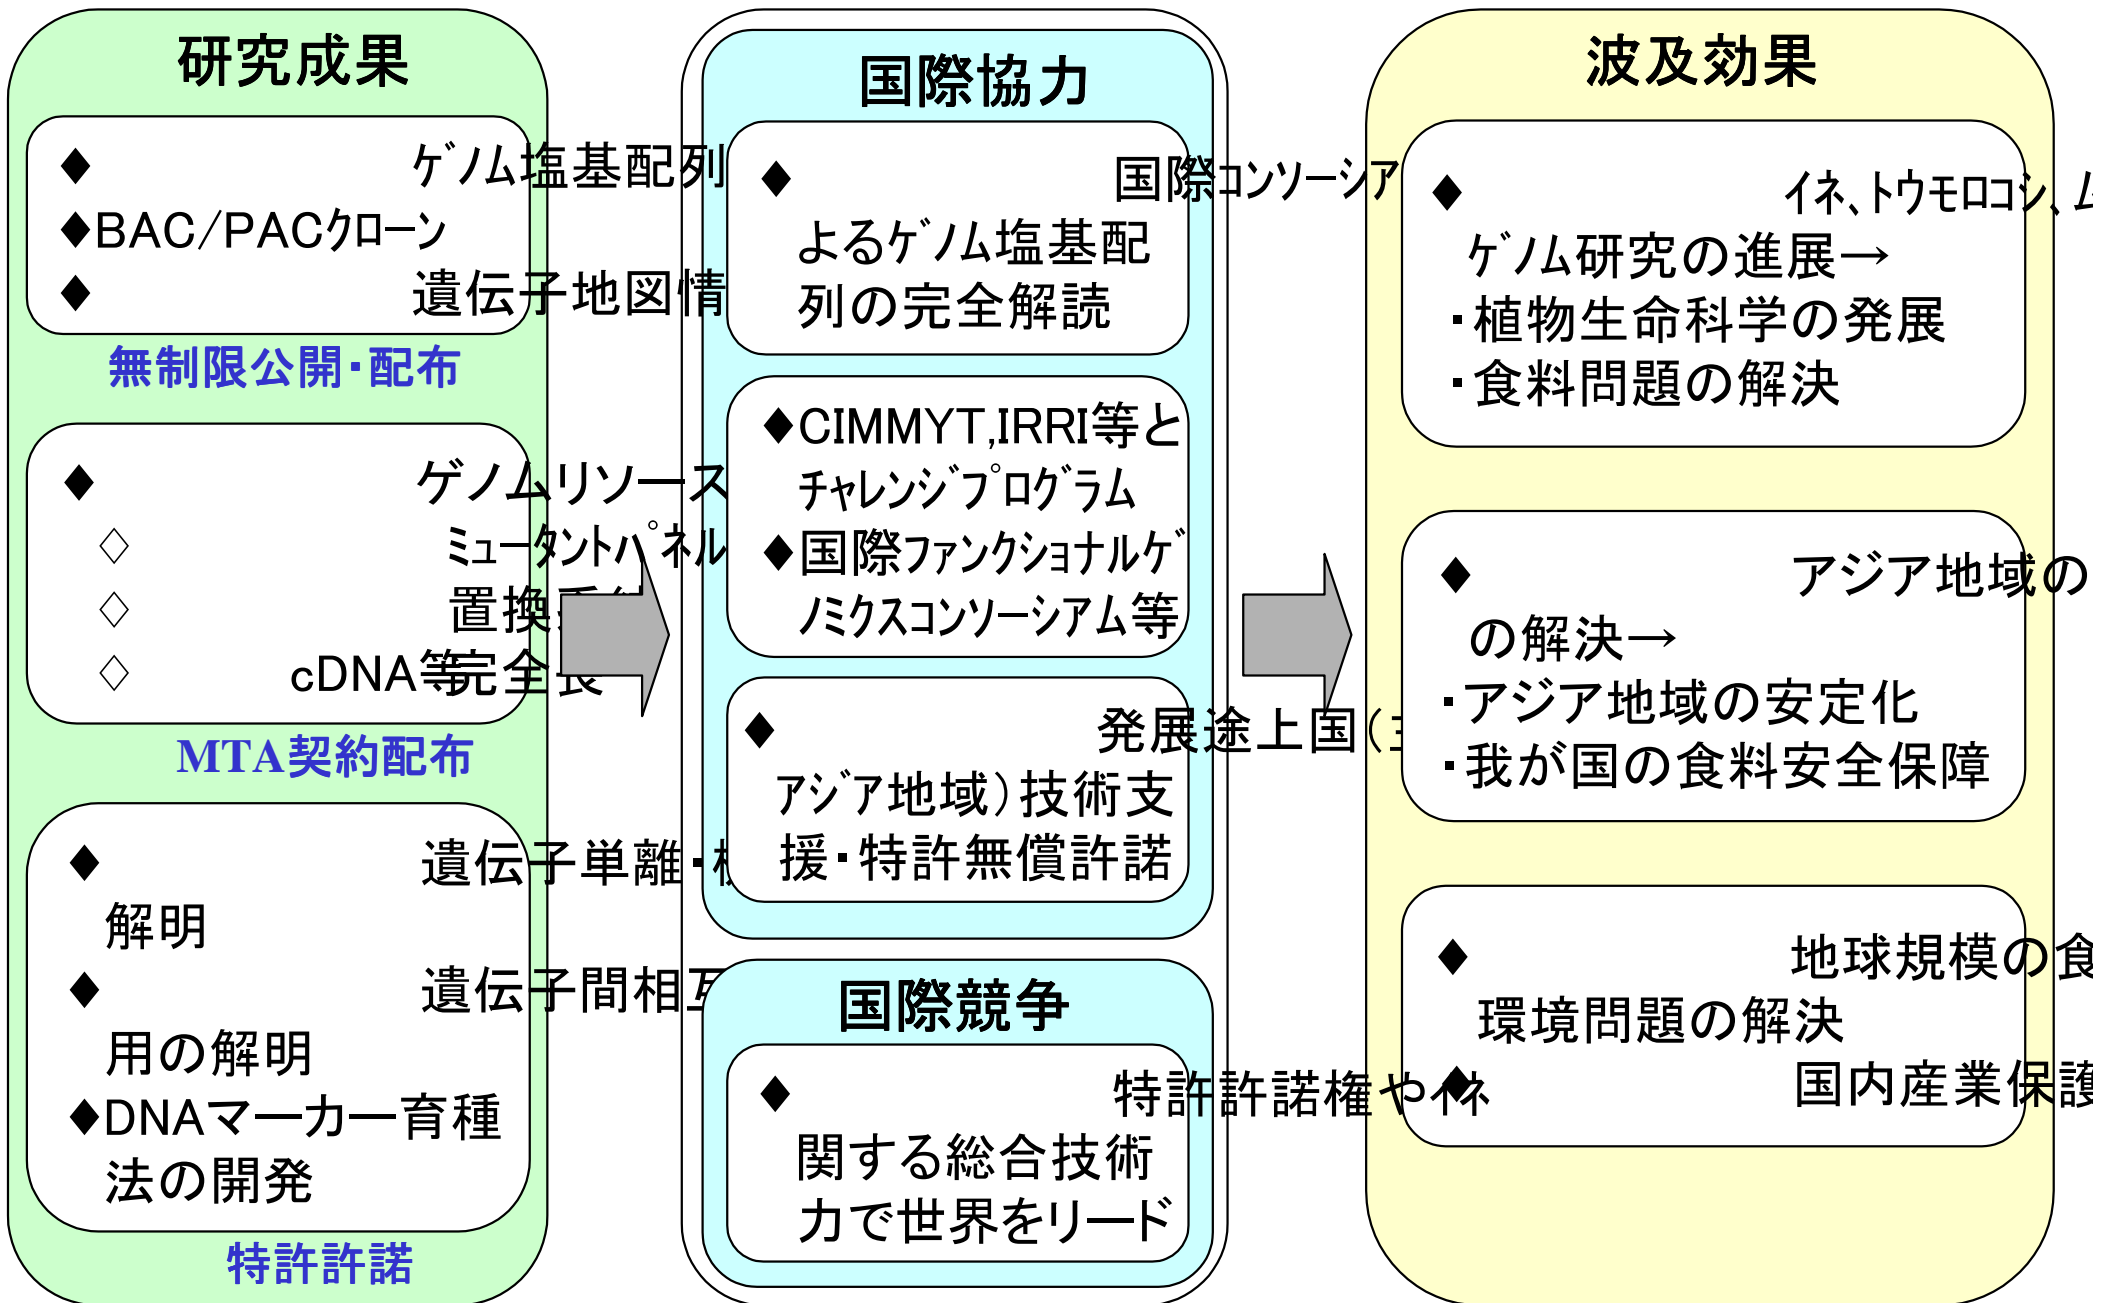 研究成果
♦ｹﾞﾉﾑ塩基配列
♦BAC/PACｸﾛｰﾝ
♦遺伝子地図情
無制限公開・配布
♦ゲノムリソース
◇ﾐｭｰﾀﾝﾄﾊﾟﾈﾙ
◇置換系統
◇完全長
cDNA等
MTA契約配布
♦遺伝子単離・機
解明
♦遺伝子間相互
用の解明
♦DNAマーカー育種
法の開発
特許許諾
国際協力
♦国際ｺﾝｿｰｼｱ
よるｹﾞﾉﾑ塩基配
列の完全解読
♦CIMMYT,IRRI等と
ﾁｬﾚﾝｼﾞﾌﾟﾛｸﾞﾗﾑ
♦国際ﾌｧﾝｸｼｮﾅﾙｹﾞ
ﾉﾐｸｽｺﾝｿｰｼｱﾑ等
♦発展途上国(主
ｱｼﾞｱ地域)技術支
援・特許無償許諾
国際競争
♦特許許諾権やｲﾈ
関する総合技術
力で世界をリード
波及効果
♦ｲﾈ､ﾄｳﾓﾛｺｼ､ﾑ
ｹﾞﾉﾑ研究の進展→
・植物生命科学の発展
・食料問題の解決
♦アジア地域の
の解決→
・アジア地域の安定化
・我が国の食料安全保障
♦地球規模の食
環境問題の解決
♦国内産業保護